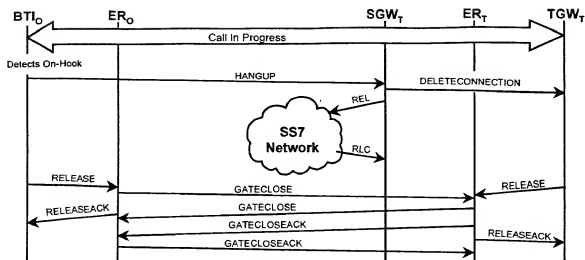 BTIO ERO SGWT ERT TGWT
Call In Progress
Detects On-Hook
HANGUP
DELETECONNECTION
REL
SS7
Network
RLC
RELEASE
GATECLOSE
RELEASE
RELEASEACK
GATECLOSE
GATECLOSEACK
GATECLOSEACK
RELEASEACK